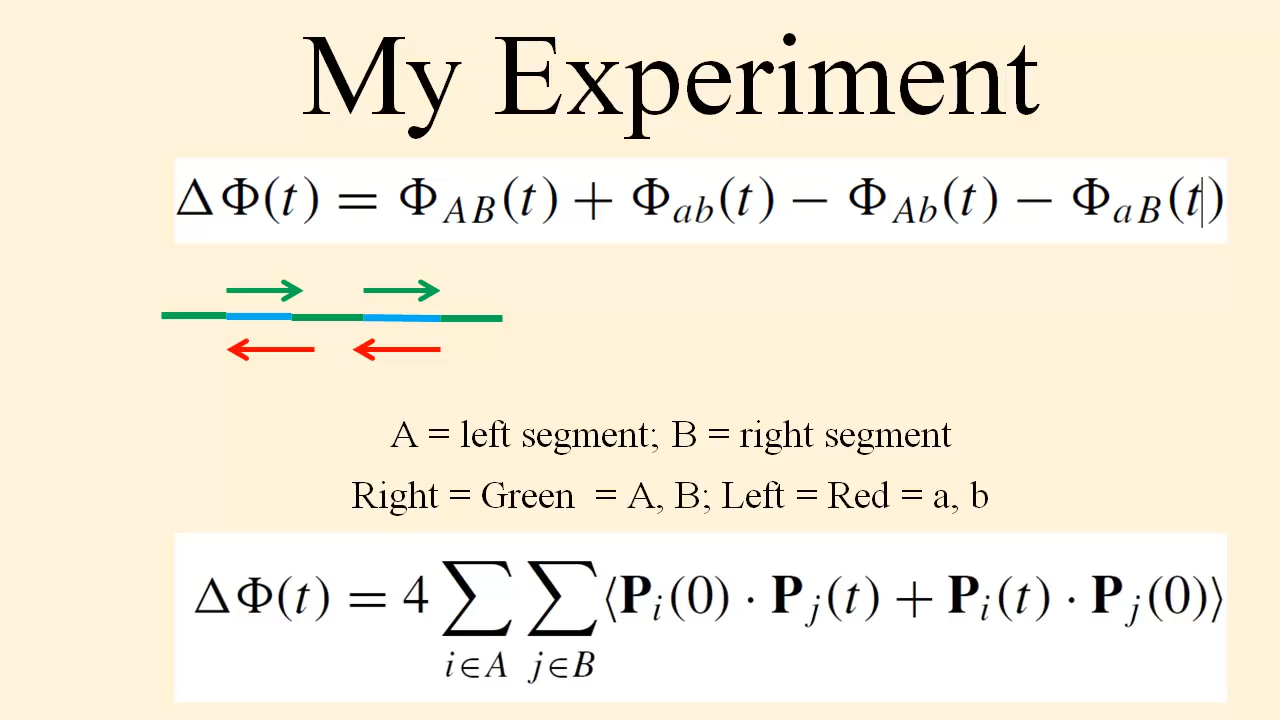 My Experiment
ΔΦ(t) = Φ_AB(t) + Φ_ab(t) − Φ_Ab(t) − Φ_aB(t)
A = left segment; B = right segment
Right = Green = A, B; Left = Red = a, b
ΔΦ(t) = 4 ∑_{i∈A} ∑_{j∈B} ⟨P_i(0) · P_j(t) + P_i(t) · P_j(0)⟩